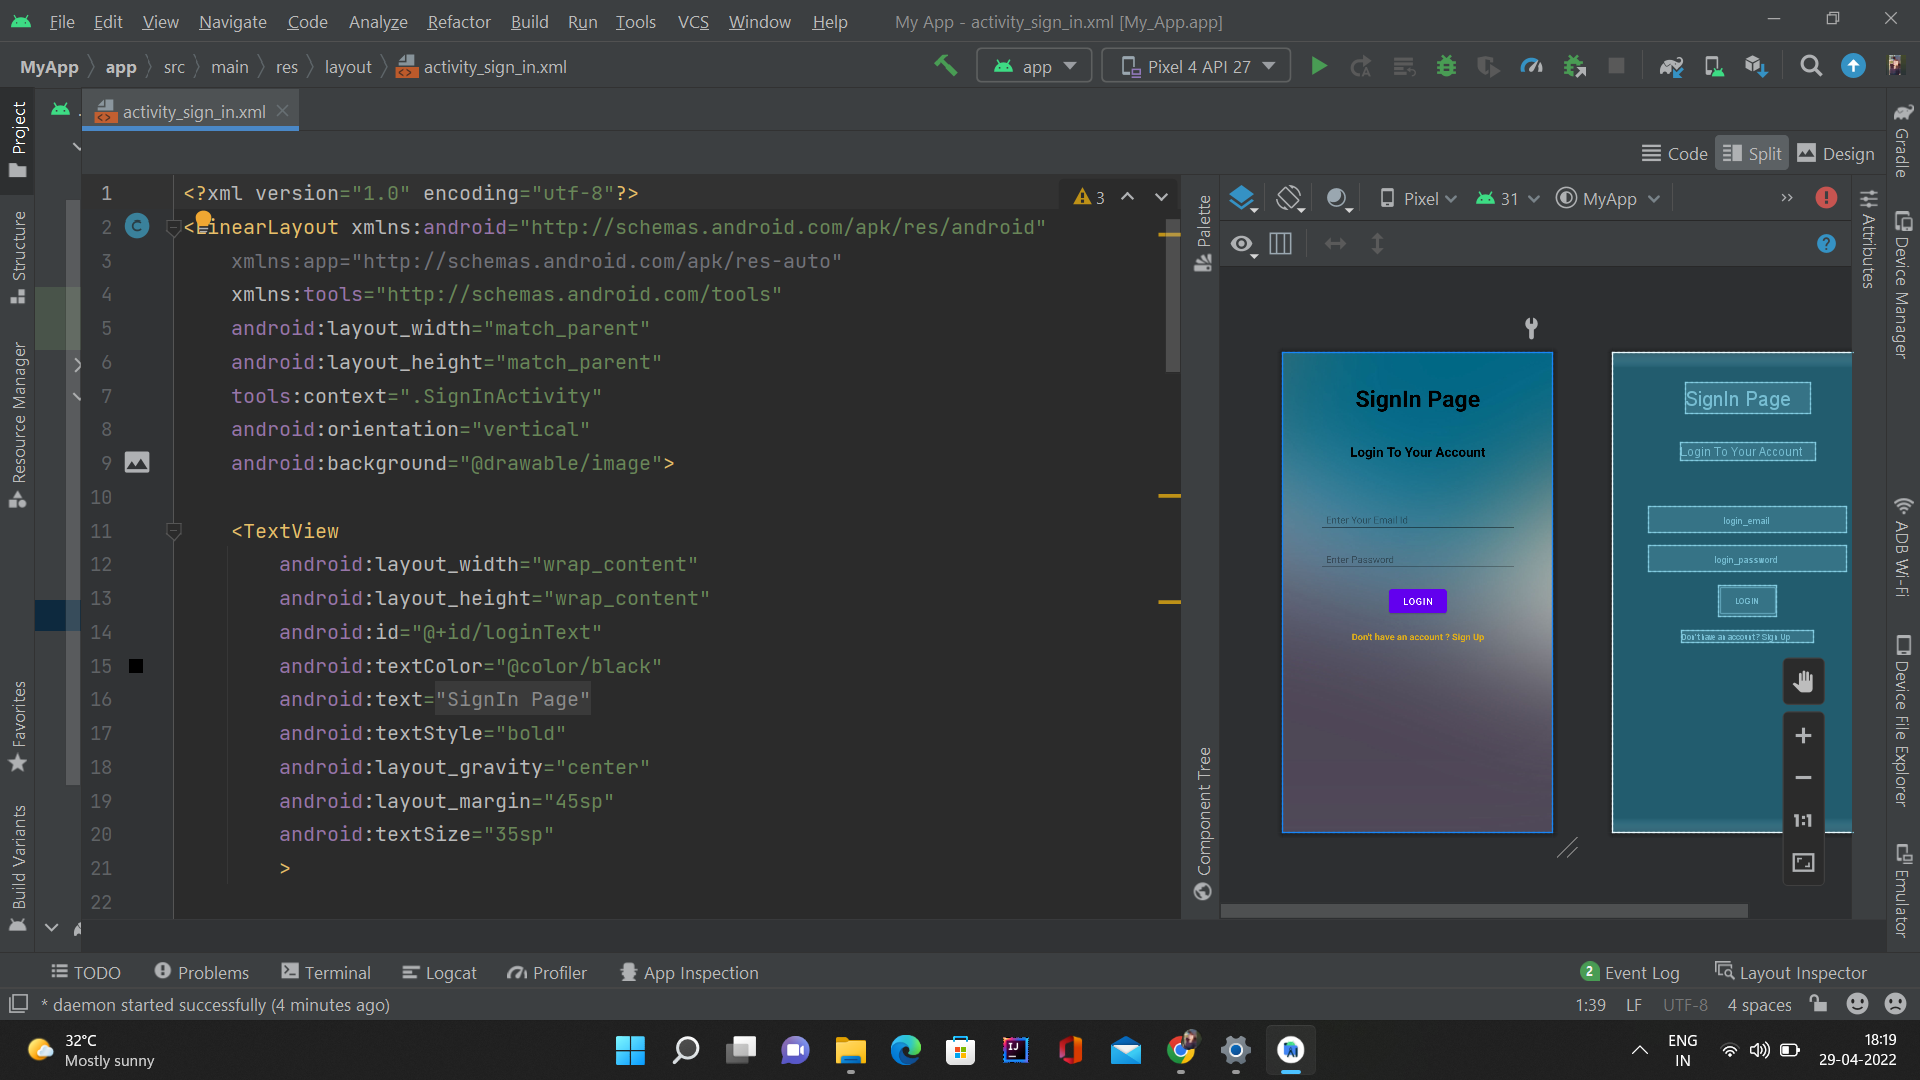 File Edit View Navigate Code Analyze Refactor Build Run Tools VCS Window Help My App - activity_sign_in.xml [My_App.app]
MyApp app src main res layout activity_sign_in.xml app Pixel 4 API 27
activity_sign_in.xml
Code Split Design
Project
Structure
Resource Manager
Favorites
Build Variants
1 <?xml version="1.0" encoding="utf-8"?>
3
2 <LinearLayout xmlns:android="http://schemas.android.com/apk/res/android"
3 xmlns:app="http://schemas.android.com/apk/res-auto"
4 xmlns:tools="http://schemas.android.com/tools"
5 android:layout_width="match_parent"
6 android:layout_height="match_parent"
7 tools:context=".SignInActivity"
8 android:orientation="vertical"
9 android:background="@drawable/image">
10
11 <TextView
12 android:layout_width="wrap_content"
13 android:layout_height="wrap_content"
14 android:id="@+id/loginText"
15 android:textColor="@color/black"
16 android:text="SignIn Page"
17 android:textStyle="bold"
18 android:layout_gravity="center"
19 android:layout_margin="45sp"
20 android:textSize="35sp"
21 >
22
Palette
Component Tree
Pixel 31 MyApp
SignIn Page
Login To Your Account
Enter Your Email Id
Enter Password
LOGIN
Don't have an account ? Sign Up
SignIn Page
Login To Your Account
login_email
login_password
LOGIN
Don't have an account? Sign Up
1:1
Attributes
Gradle
Device Manager
ADB Wi-Fi
Device File Explorer
Emulator
TODO Problems Terminal Logcat Profiler App Inspection 2 Event Log Layout Inspector
* daemon started successfully (4 minutes ago) 1:39 LF UTF-8 4 spaces
32°C
Mostly sunny
ENG
IN
18:19
29-04-2022